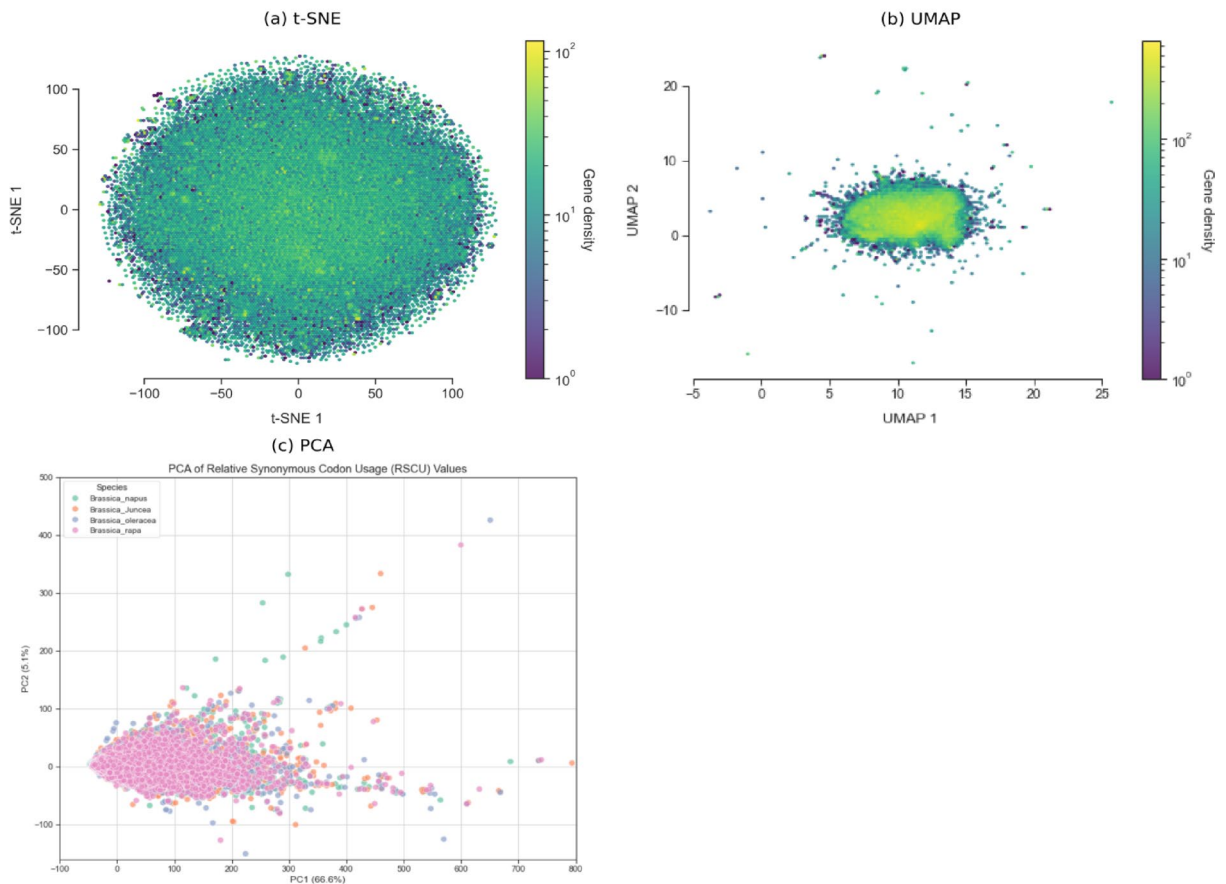 (a) t-SNE
(b) UMAP
100
50
0
−50
−100
t-SNE 1
−100
−50
0
50
100
t-SNE 1
10²
10¹
10⁰
Gene density
20
10
0
−10
UMAP 2
−5
0
5
10
15
20
25
UMAP 1
10²
10¹
10⁰
Gene density
(c) PCA
PCA of Relative Synonymous Codon Usage (RSCU) Values
Species
Brassica_napus
Brassica_Juncea
Brassica_oleracea
Brassica_rapa
500
400
300
200
100
0
−100
PC2 (5.1%)
−100
0
100
200
300
400
500
600
700
800
PC1 (66.6%)